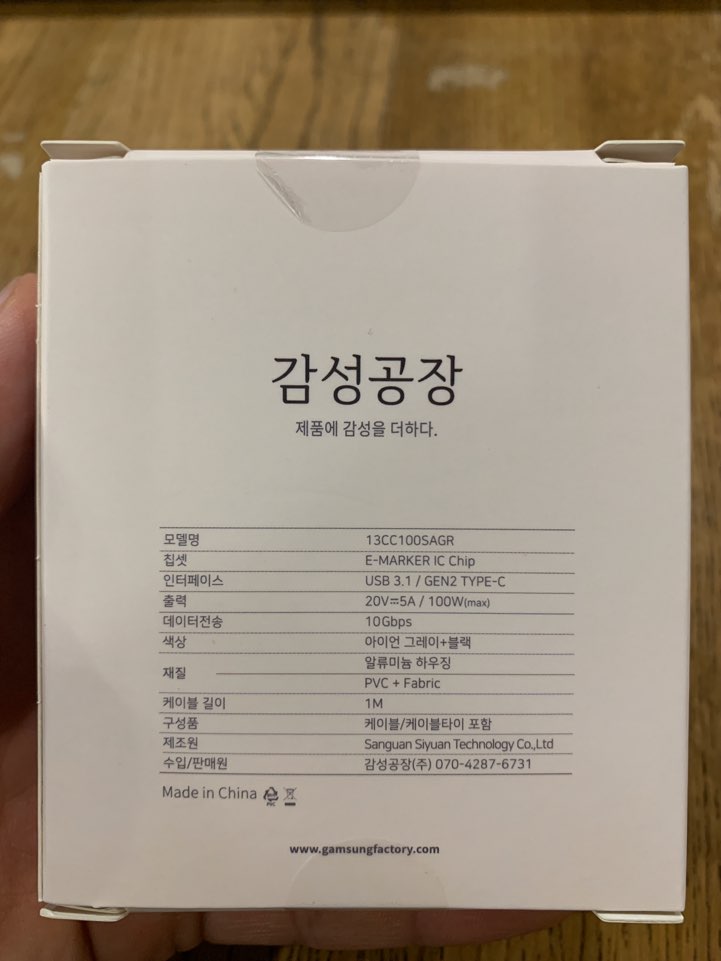 감성공장
제품에 감성을 더하다.
모델명 13CC100SAGR
칩셋 E-MARKER IC Chip
인터페이스 USB 3.1 / GEN2 TYPE-C
출력 20V⎓5A / 100W(max)
데이터전송 10Gbps
색상 아이언 그레이+블랙
재질 알류미늄 하우징
PVC + Fabric
케이블 길이 1M
구성품 케이블/케이블타이 포함
제조원 Sanguan Siyuan Technology Co.,Ltd
수입/판매원 감성공장(주) 070-4287-6731
Made in China
PVC
www.gamsungfactory.com